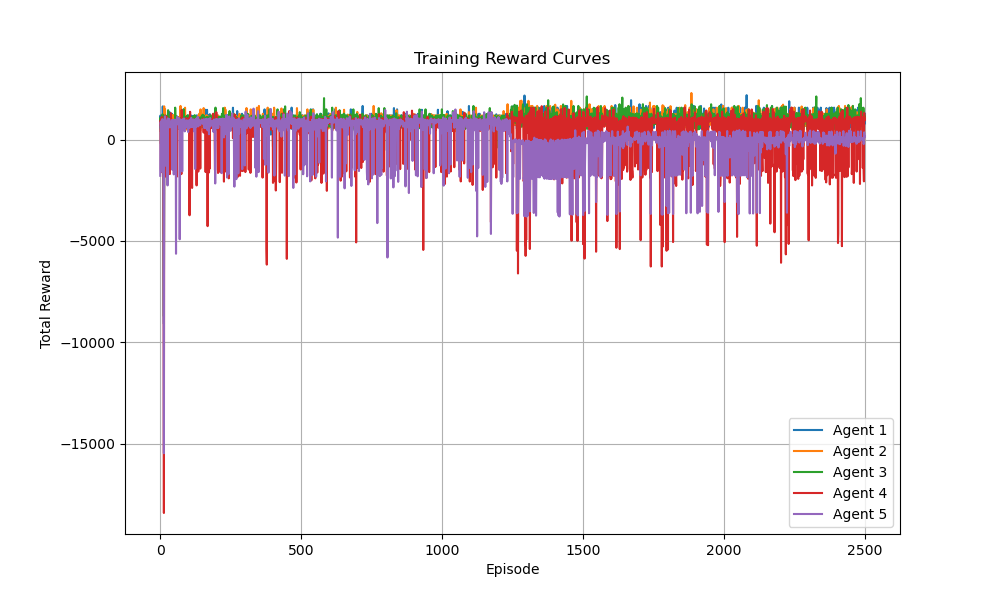 Training Reward Curves
Total Reward
0
−5000
−10000
−15000
0
500
1000
1500
2000
2500
Episode
Agent 1
Agent 2
Agent 3
Agent 4
Agent 5